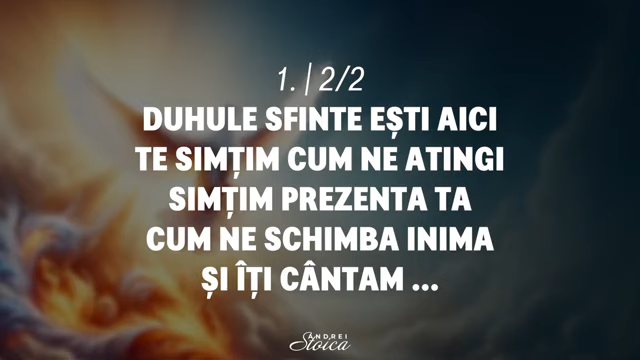 1. | 2/2
DUHULE SFINTE EȘTI AICI
TE SIMȚIM CUM NE ATINGI
SIMȚIM PREZENTA TA
CUM NE SCHIMBA INIMA
ȘI ÎȚI CÂNTAM ...
ANDREI
Stoica